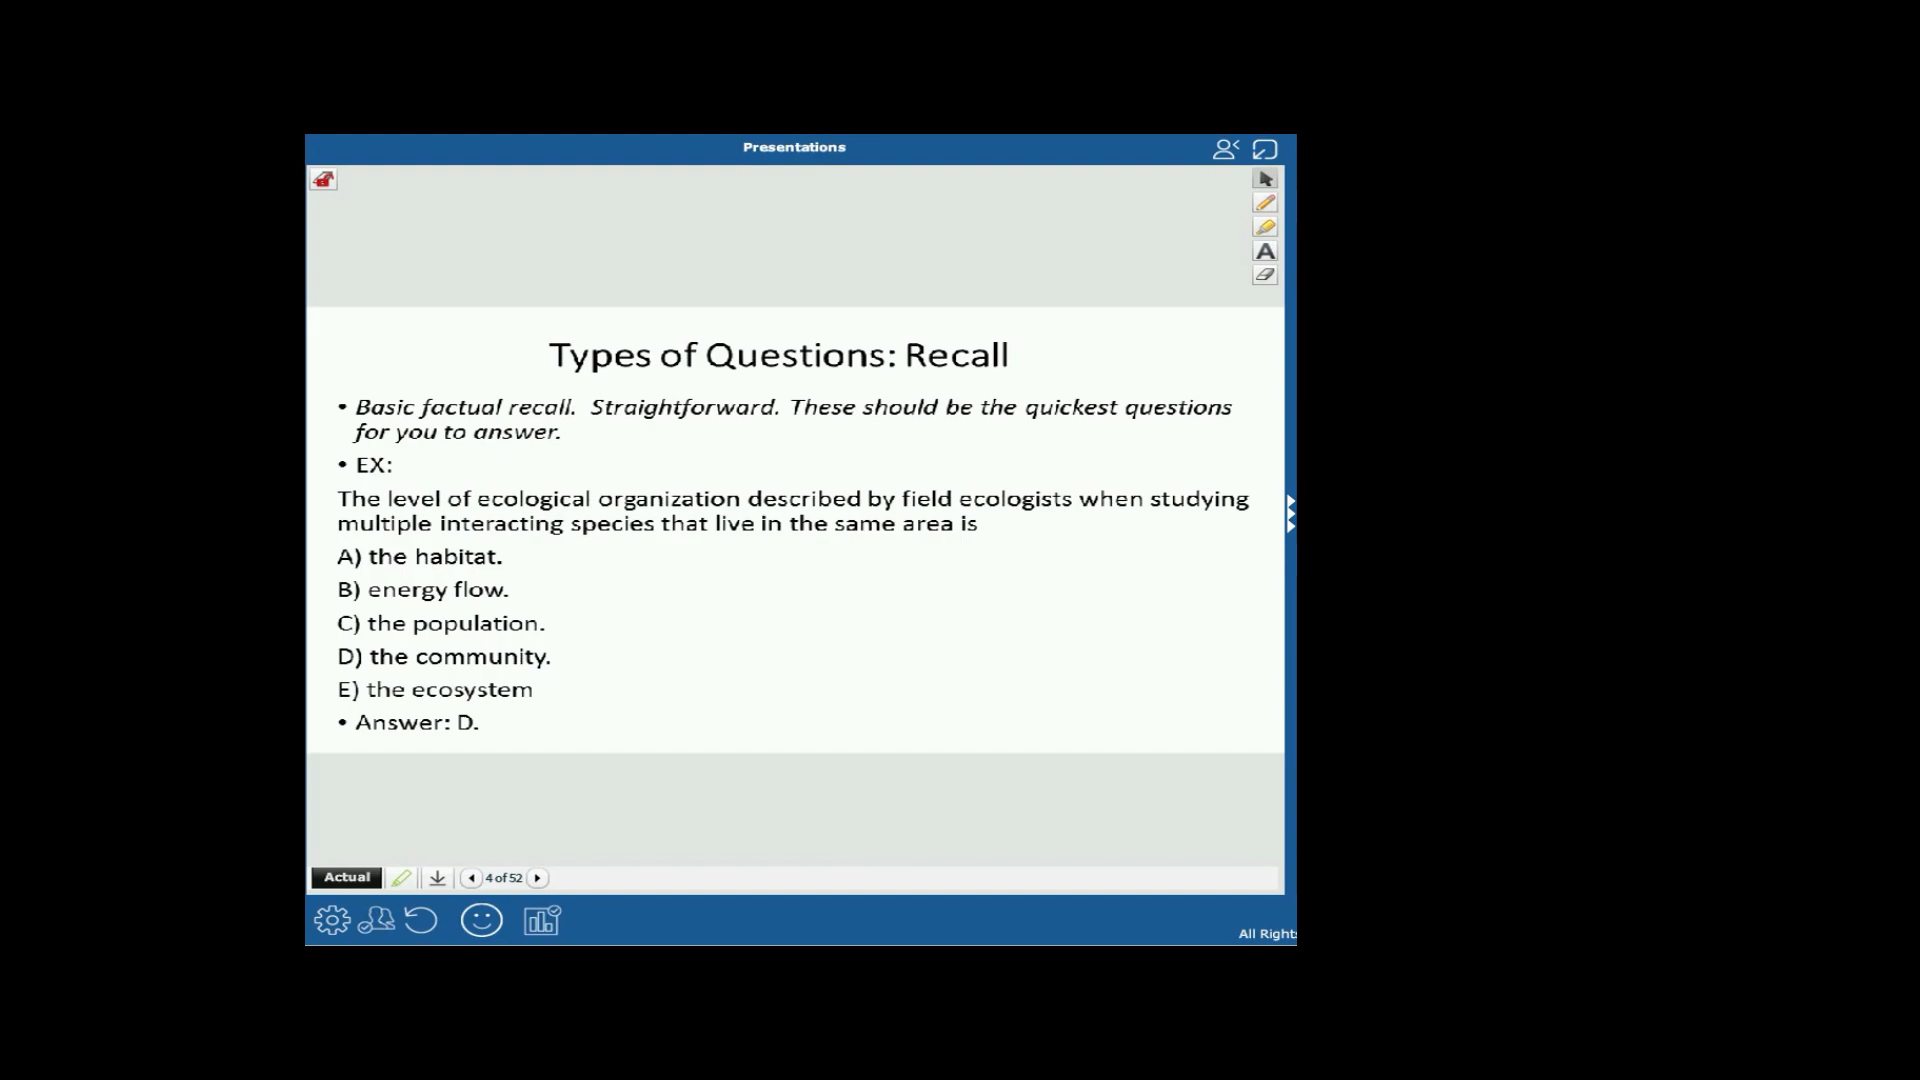 Presentations
A
Types of Questions: Recall
• Basic factual recall.  Straightforward. These should be the quickest questions
for you to answer.
• EX:
The level of ecological organization described by field ecologists when studying
multiple interacting species that live in the same area is
A) the habitat.
B) energy flow.
C) the population.
D) the community.
E) the ecosystem
• Answer: D.
Actual 4 of 52
All Right